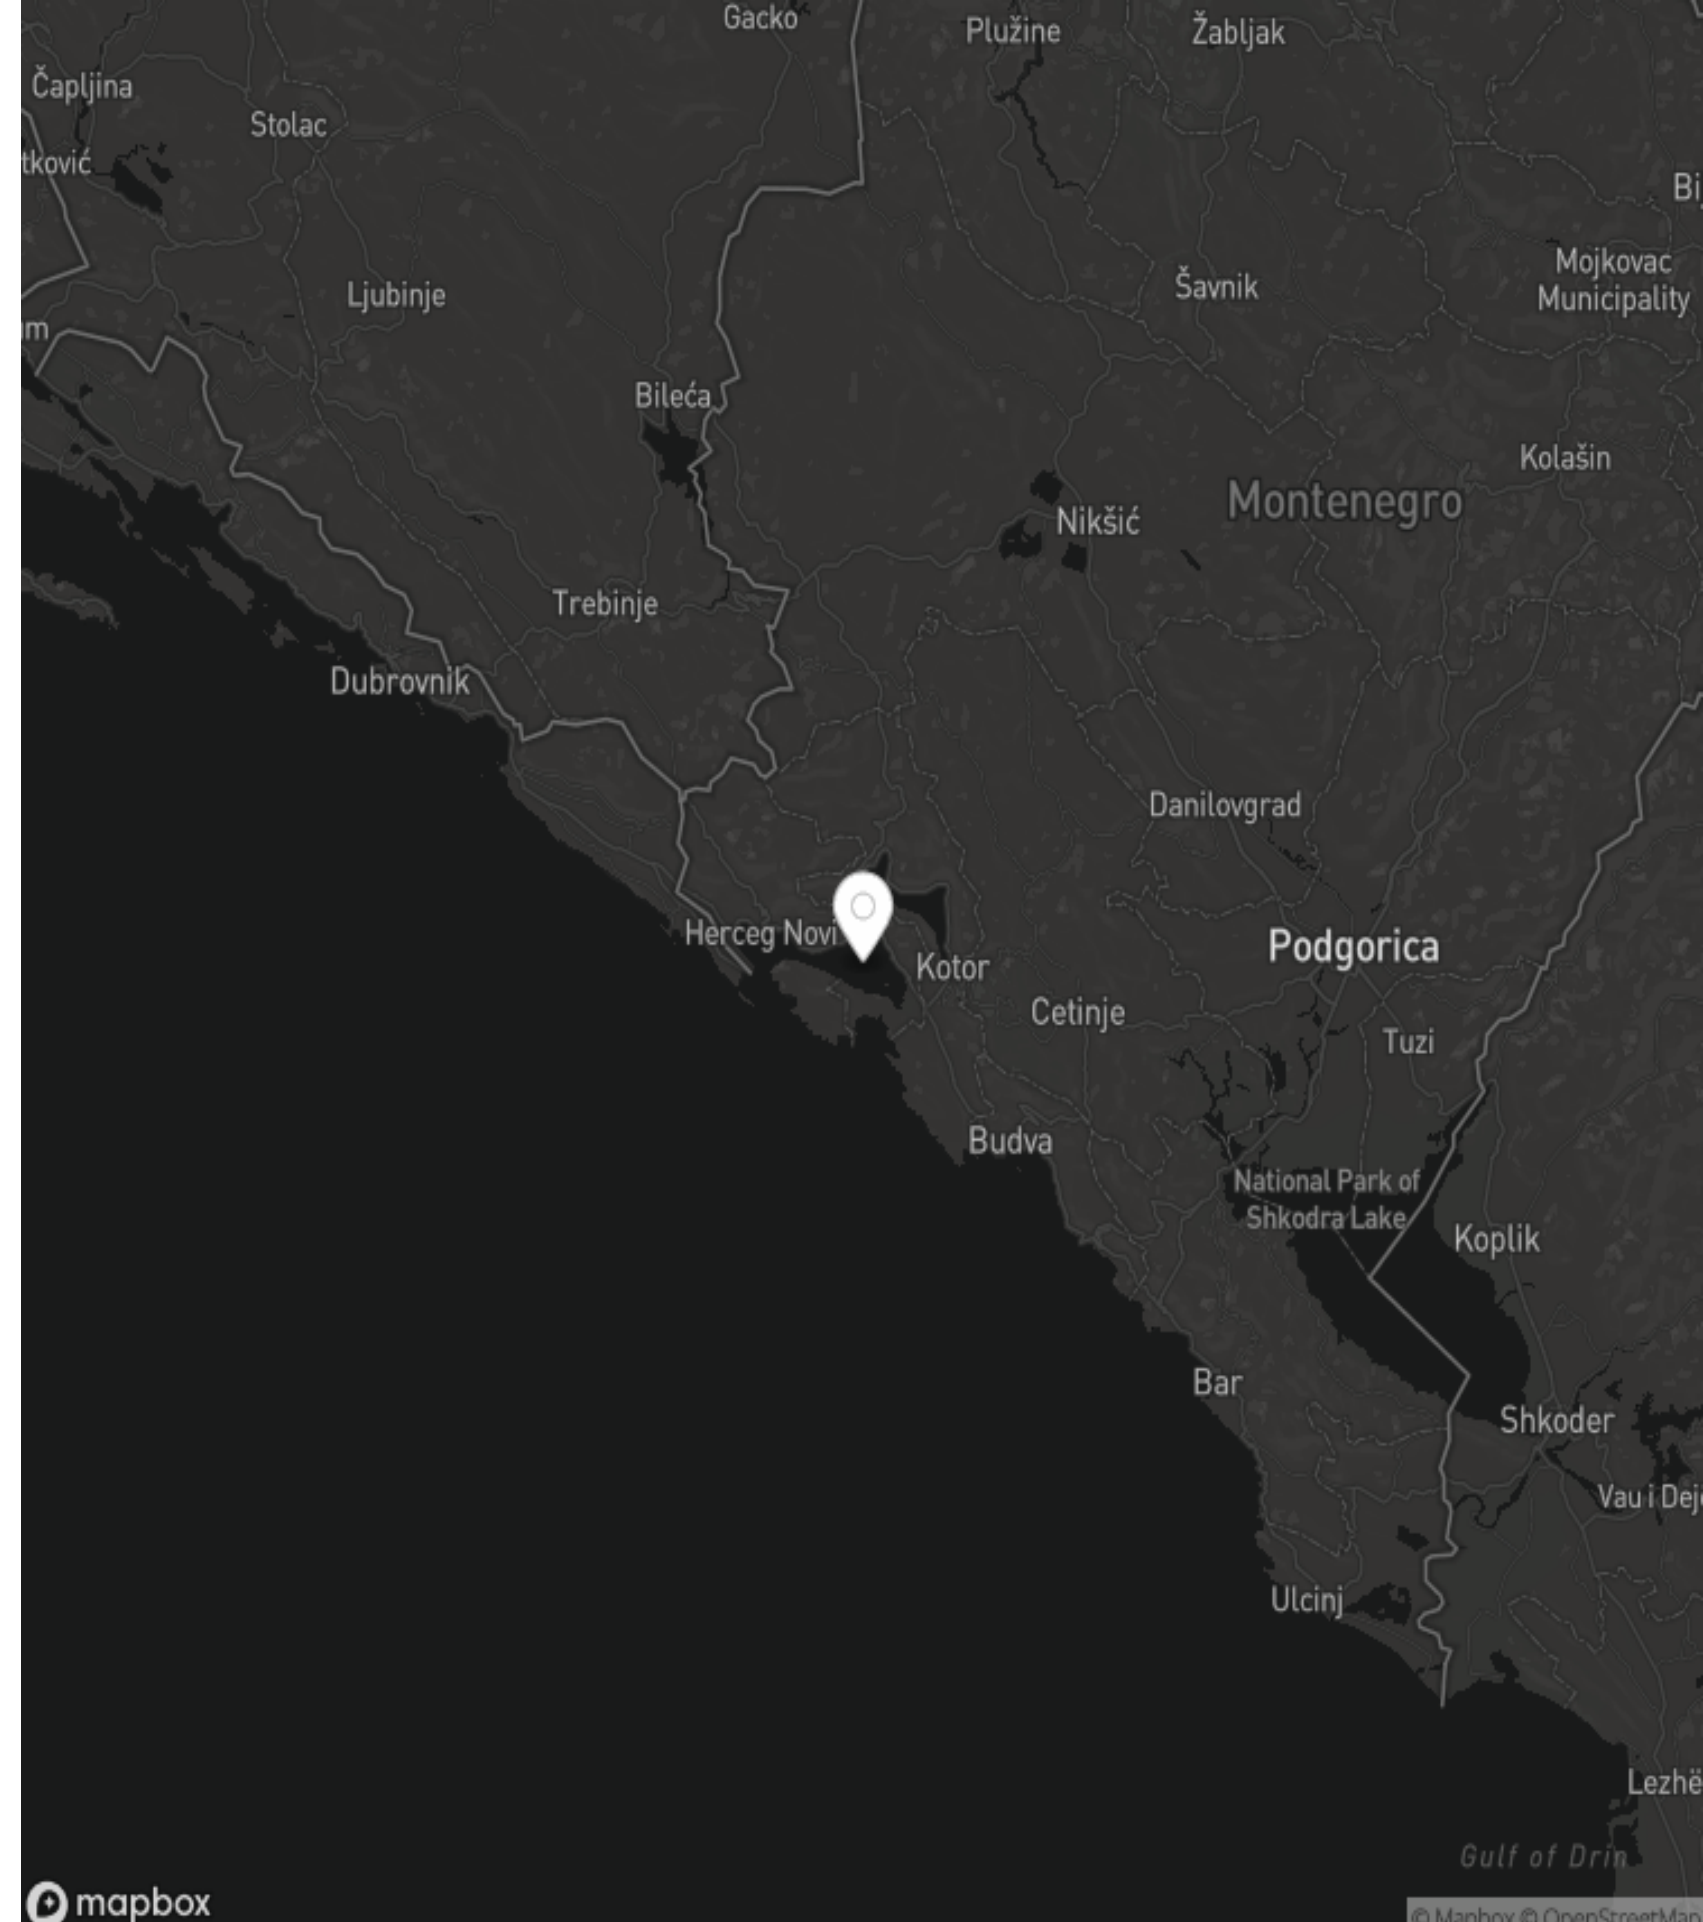 Gacko
Plužine
Žabljak
Čapljina
Stolac
tković
Mojkovac
Municipality
Šavnik
Ljubinje
Bileća
Kolašin
Montenegro
Nikšić
Trebinje
Dubrovnik
Danilovgrad
Herceg Novi
Kotor
Podgorica
Cetinje
Tuzi
Budva
National Park of
Shkodra Lake
Koplik
Bar
Shkoder
Vau i Dej
Ulcinj
Lezhë
Gulf of Drin
mapbox
© Mapbox © OpenStreetMap